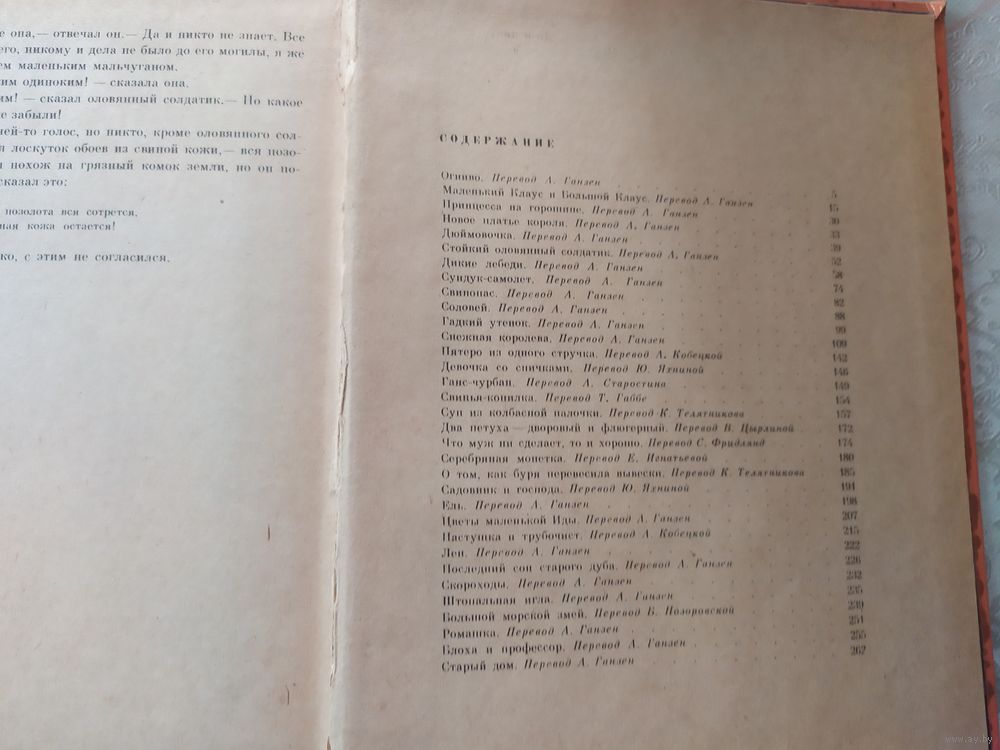 е она,— отвечал он.— Да и никто не знает. Все
его, никому и дела не было до его могилы, я же
ем маленьким мальчуганом.
ким одиноким! — сказала она.
им! — сказал оловянный солдатик.— Но какое
е забыли!
чей-то голос, но никто, кроме оловянного сол-
л лоскуток обоев из свиной кожи,— вся позо-
л похож на грязный комок земли, но он по-
сказал это:
позолота вся сотрется,
ная кожа остается!
ко, с этим не согласился.
СОДЕРЖАНИЕ
Огниво. Перевод А. Ганзен 5
Маленький Клаус и Большой Клаус. Перевод А. Ганзен 15
Принцесса на горошине. Перевод А. Ганзен 30
Новое платье короля. Перевод А. Ганзен 33
Дюймовочка. Перевод А. Ганзен 39
Стойкий оловянный солдатик. Перевод А. Ганзен 52
Дикие лебеди. Перевод А. Ганзен 58
Сундук-самолет. Перевод А. Ганзен 74
Свинопас. Перевод А. Ганзен 82
Соловей. Перевод А. Ганзен 88
Гадкий утенок. Перевод А. Ганзен 99
Снежная королева. Перевод А. Ганзен 109
Пятеро из одного стручка. Перевод А. Кобецкой 142
Девочка со спичками. Перевод Ю. Яхниной 146
Ганс-чурбан. Перевод А. Старостина 149
Свинья-копилка. Перевод Т. Габбе 154
Суп из колбасной палочки. Перевод К. Телятникова 157
Два петуха — дворовый и флюгерный. Перевод В. Цырлиной 172
Что муж ни сделает, то и хорошо. Перевод С. Фридлянд 174
Серебряная монетка. Перевод Е. Игнатьевой 180
О том, как буря перевесила вывески. Перевод К. Телятникова 185
Садовник и господа. Перевод Ю. Яхниной 191
Ель. Перевод А. Ганзен 198
Цветы маленькой Иды. Перевод А. Ганзен 207
Пастушка и трубочист. Перевод А. Кобецкой 215
Лен. Перевод А. Ганзен 222
Последний сон старого дуба. Перевод А. Ганзен 226
Скороходы. Перевод А. Ганзен 232
Штопальная игла. Перевод А. Ганзен 235
Большой морской змей. Перевод Б. Позоровской 239
Ромашка. Перевод А. Ганзен 251
Блоха и профессор. Перевод А. Ганзен 255
Старый дом. Перевод А. Ганзен 262
www.ay.by